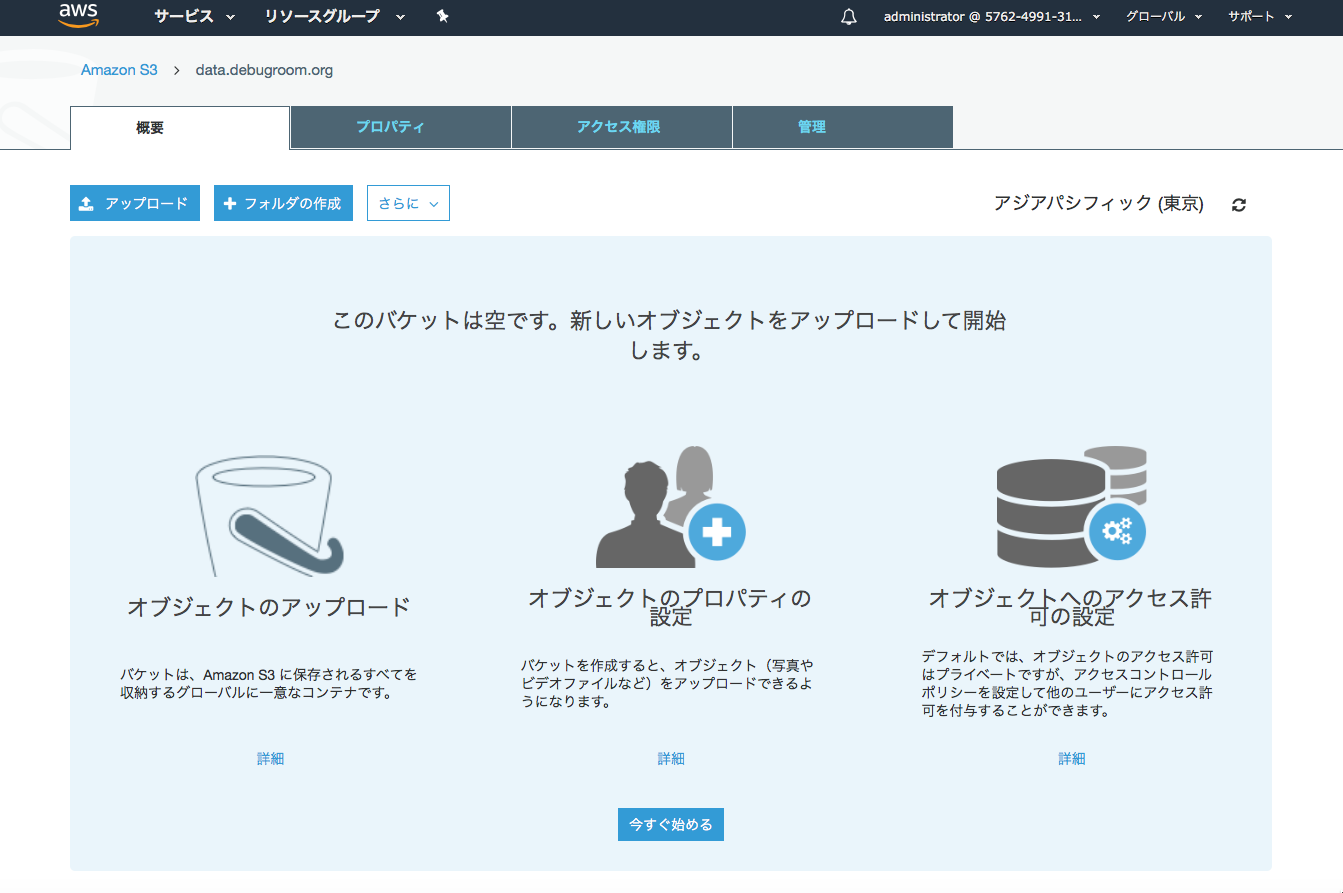 aws サービス リソースグループ administrator @ 5762-4991-31... グローバル サポート
Amazon S3 > data.debugroom.org
概要 プロパティ アクセス権限 管理
アップロード フォルダの作成 さらに アジアパシフィック (東京)
このバケットは空です。新しいオブジェクトをアップロードして開始
します。
オブジェクトのアップロード
バケットは、Amazon S3 に保存されるすべてを
収納するグローバルに一意なコンテナです。
詳細
オブジェクトのプロパティの
設定
バケットを作成すると、オブジェクト（写真や
ビデオファイルなど）をアップロードできるよ
うになります。
詳細
オブジェクトへのアクセス許
可の設定
デフォルトでは、オブジェクトのアクセス許可
はプライベートですが、アクセスコントロール
ポリシーを設定して他のユーザーにアクセス許
可を付与することができます。
詳細
今すぐ始める